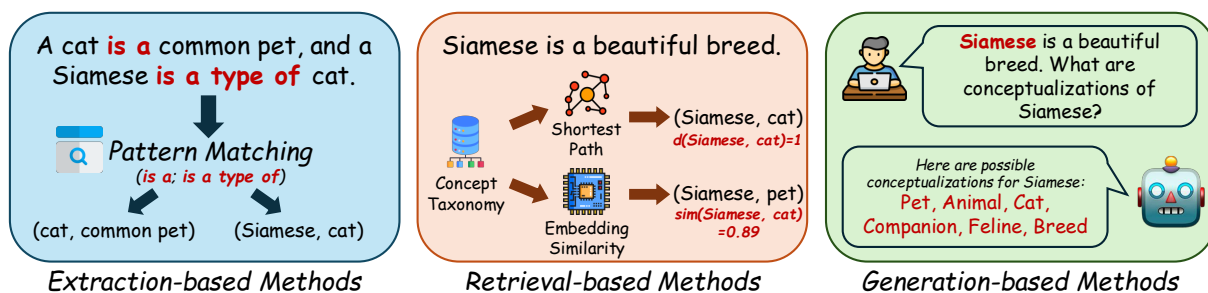 A cat is a common pet, and a
Siamese is a type of cat.
Pattern Matching
(is a; is a type of)
(cat, common pet)
(Siamese, cat)
Extraction-based Methods
Siamese is a beautiful breed.
Concept
Taxonomy
Shortest
Path
(Siamese, cat)
d(Siamese, cat)=1
Embedding
Similarity
(Siamese, pet)
sim(Siamese, cat)
=0.89
Retrieval-based Methods
Siamese is a beautiful
breed. What are
conceptualizations of
Siamese?
Here are possible
conceptualizations for Siamese:
Pet, Animal, Cat,
Companion, Feline, Breed
Generation-based Methods